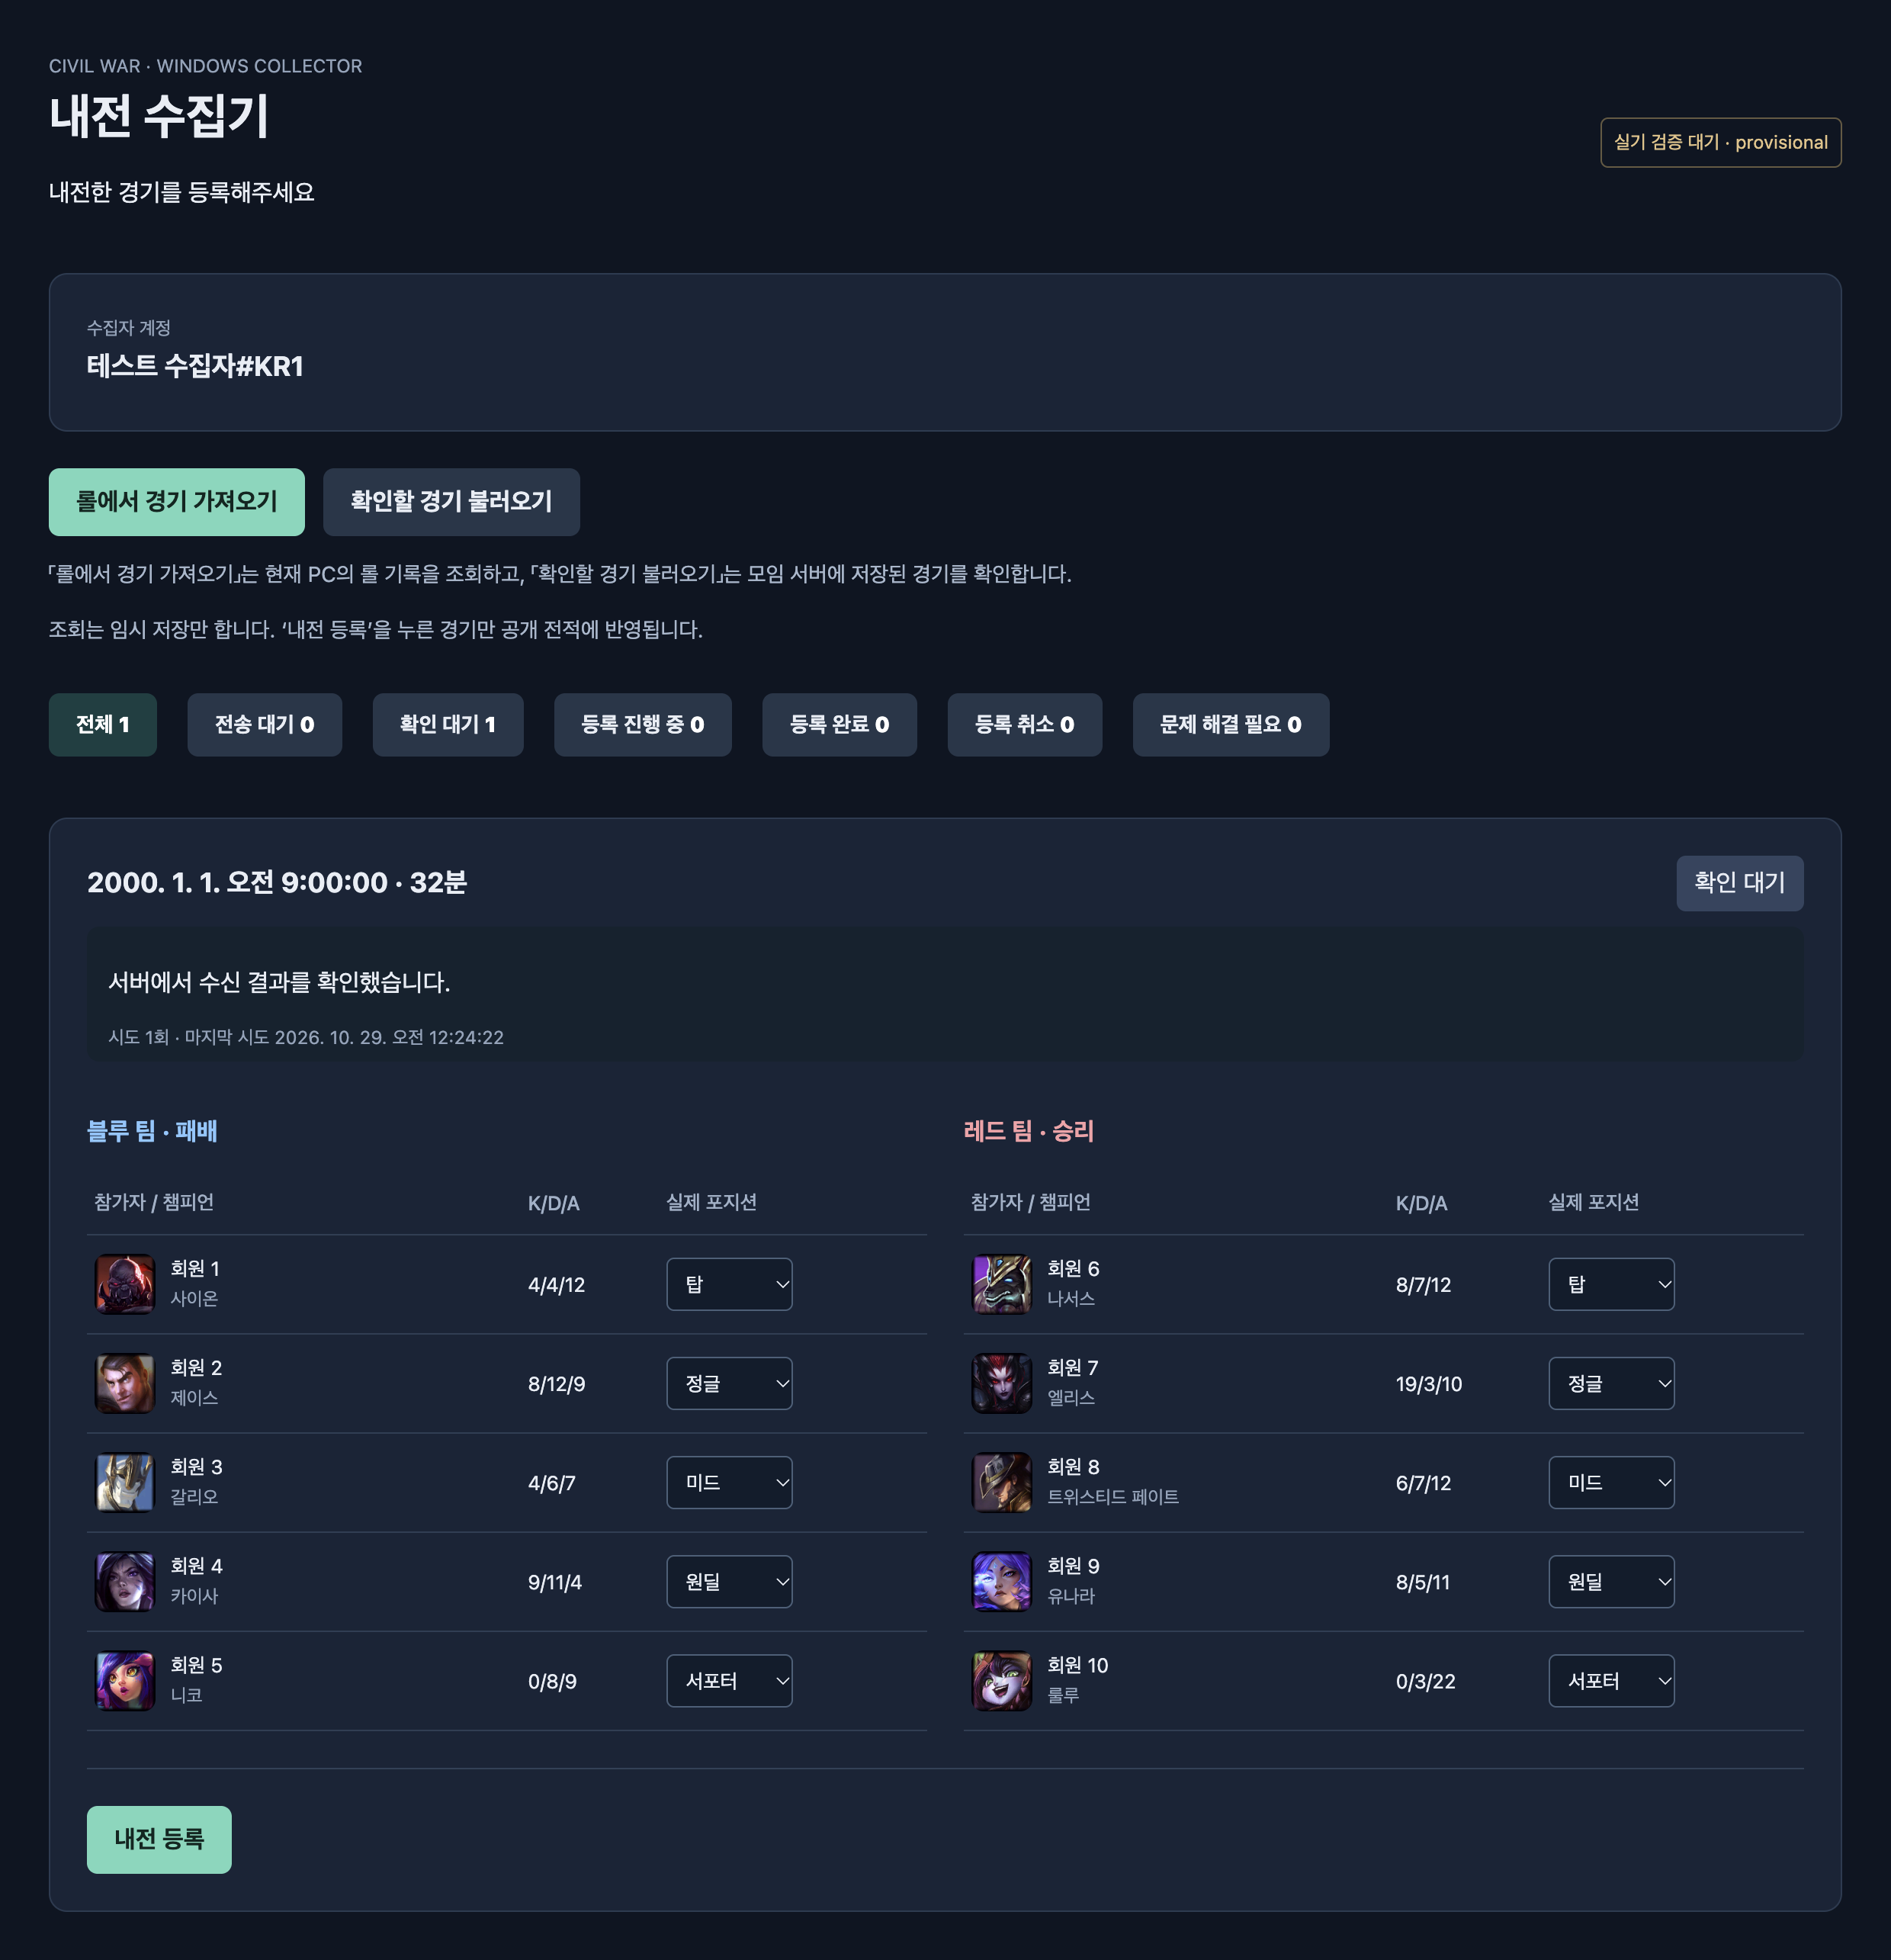 CIVIL WAR · WINDOWS COLLECTOR
내전 수집기
실기 검증 대기 · provisional
내전한 경기를 등록해주세요
수집자 계정
테스트 수집자#KR1
롤에서 경기 가져오기
확인할 경기 불러오기
「롤에서 경기 가져오기」는 현재 PC의 롤 기록을 조회하고, 「확인할 경기 불러오기」는 모임 서버에 저장된 경기를 확인합니다.
조회는 임시 저장만 합니다. ‘내전 등록’을 누른 경기만 공개 전적에 반영됩니다.
전체 1
전송 대기 0
확인 대기 1
등록 진행 중 0
등록 완료 0
등록 취소 0
문제 해결 필요 0
2000. 1. 1. 오전 9:00:00 · 32분
확인 대기
서버에서 수신 결과를 확인했습니다.
시도 1회 · 마지막 시도 2026. 10. 29. 오전 12:24:22
블루 팀 · 패배
참가자 / 챔피언 K/D/A 실제 포지션
회원 1
사이온
4/4/12 탑
회원 2
제이스
8/12/9 정글
회원 3
갈리오
4/6/7 미드
회원 4
카이사
9/11/4 원딜
회원 5
니코
0/8/9 서포터
레드 팀 · 승리
참가자 / 챔피언 K/D/A 실제 포지션
회원 6
나서스
8/7/12 탑
회원 7
엘리스
19/3/10 정글
회원 8
트위스티드 페이트
6/7/12 미드
회원 9
유나라
8/5/11 원딜
회원 10
룰루
0/3/22 서포터
내전 등록